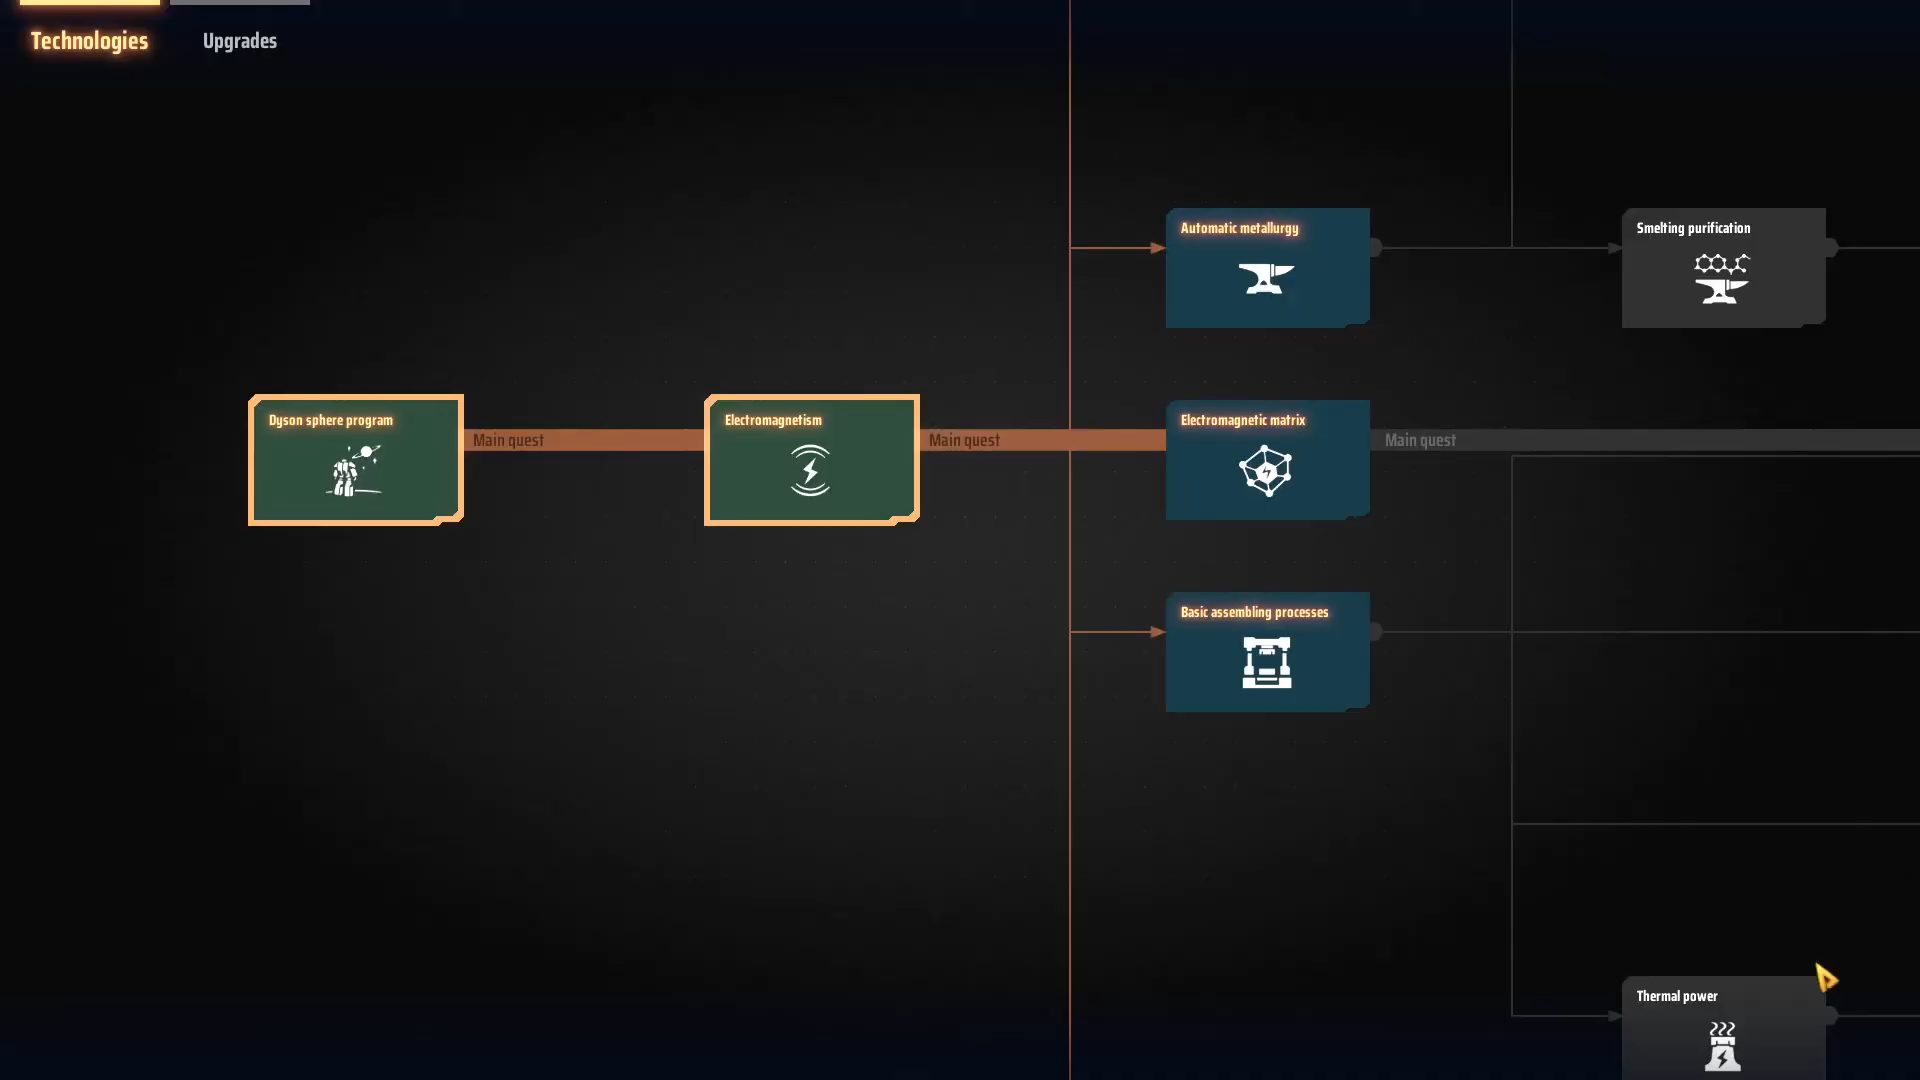 Technologies
Upgrades
Automatic metallurgy
Smelting purification
Dyson sphere program
Main quest
Electromagnetism
Main quest
Electromagnetic matrix
Main quest
Basic assembling processes
Thermal power